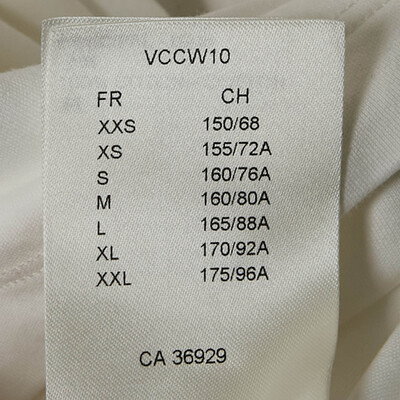 VCCW10
FR CH
XXS 150/68
XS 155/72A
S 160/76A
M 160/80A
L 165/88A
XL 170/92A
XXL 175/96A
CA 36929